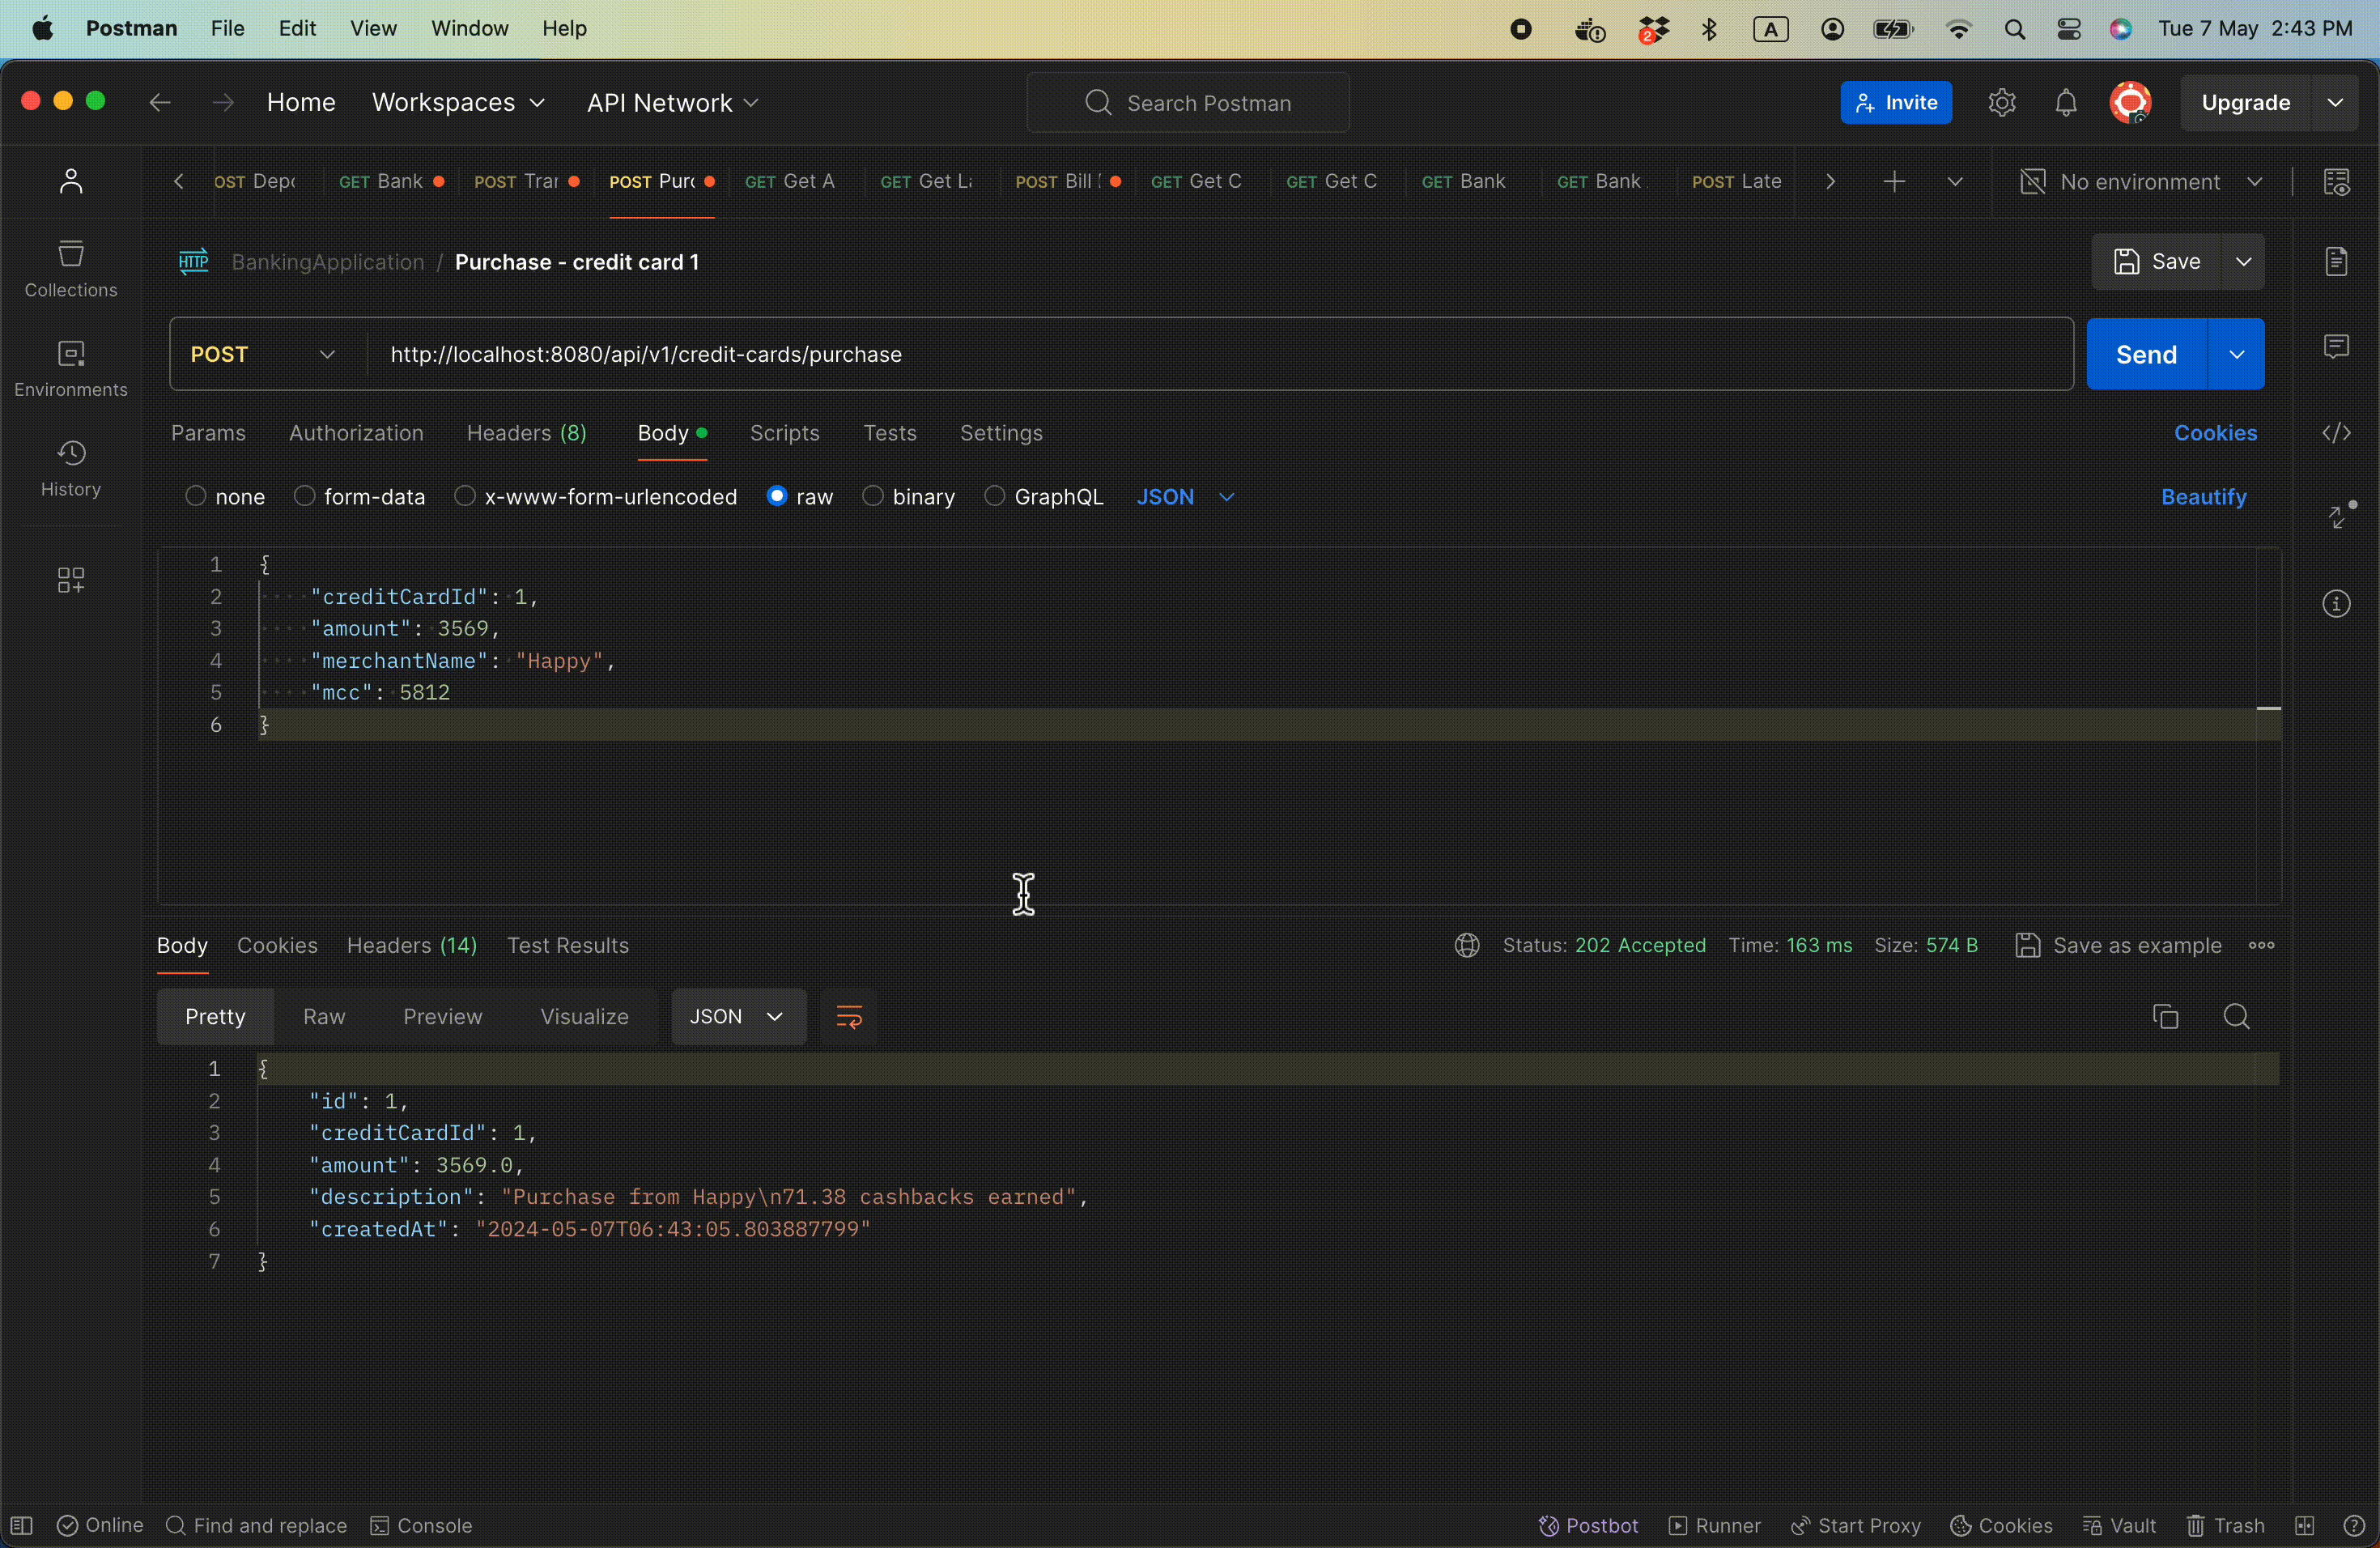 Postman File Edit View Window Help 2 A Tue 7 May 2:43 PM
Home Workspaces API Network Search Postman Invite Upgrade
OST Depo GET Bank POST Tran POST Purc GET Get A GET Get La POST Bill GET Get C GET Get C GET Bank GET Bank POST Late No environment
HTTP BankingApplication / Purchase - credit card 1 Save
Collections
POST http://localhost:8080/api/v1/credit-cards/purchase Send
Environments
Params Authorization Headers (8) Body Scripts Tests Settings Cookies
History
none form-data x-www-form-urlencoded raw binary GraphQL JSON Beautify
1 {
2 "creditCardId": 1,
3 "amount": 3569,
4 "merchantName": "Happy",
5 "mcc": 5812
6 }
Body Cookies Headers (14) Test Results Status: 202 Accepted Time: 163 ms Size: 574 B Save as example
Pretty Raw Preview Visualize JSON
1 {
2 "id": 1,
3 "creditCardId": 1,
4 "amount": 3569.0,
5 "description": "Purchase from Happy\n71.38 cashbacks earned",
6 "createdAt": "2024-05-07T06:43:05.803887799"
7 }
Online Find and replace Console Postbot Runner Start Proxy Cookies Vault Trash